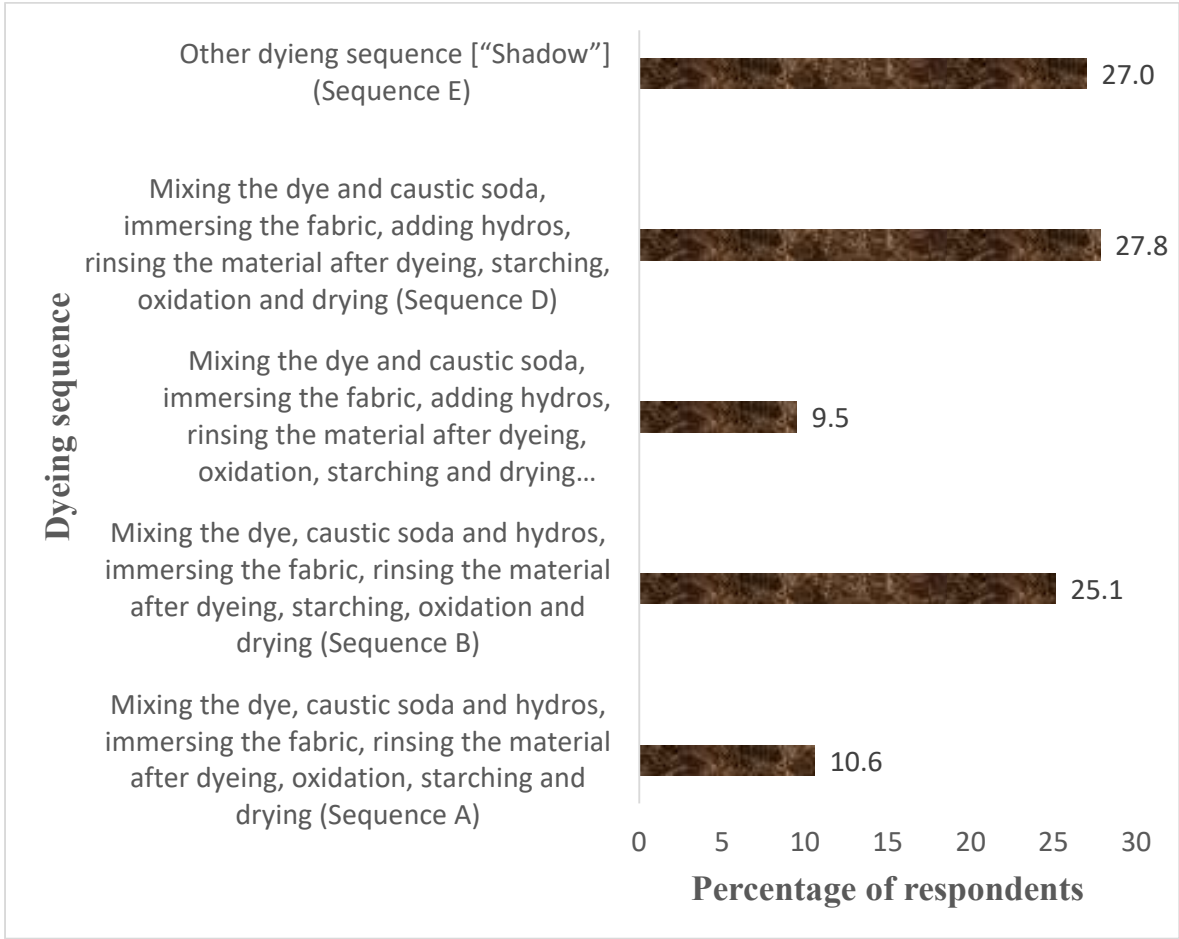 Other dyieng sequence [“Shadow”]
(Sequence E)
27.0
Mixing the dye and caustic soda,
immersing the fabric, adding hydros,
rinsing the material after dyeing, starching,
oxidation and drying (Sequence D)
27.8
Mixing the dye and caustic soda,
immersing the fabric, adding hydros,
rinsing the material after dyeing,
oxidation, starching and drying…
9.5
Mixing the dye, caustic soda and hydros,
immersing the fabric, rinsing the material
after dyeing, starching, oxidation and
drying (Sequence B)
25.1
Mixing the dye, caustic soda and hydros,
immersing the fabric, rinsing the material
after dyeing, oxidation, starching and
drying (Sequence A)
10.6
Dyeing sequence
0 5 10 15 20 25 30
Percentage of respondents